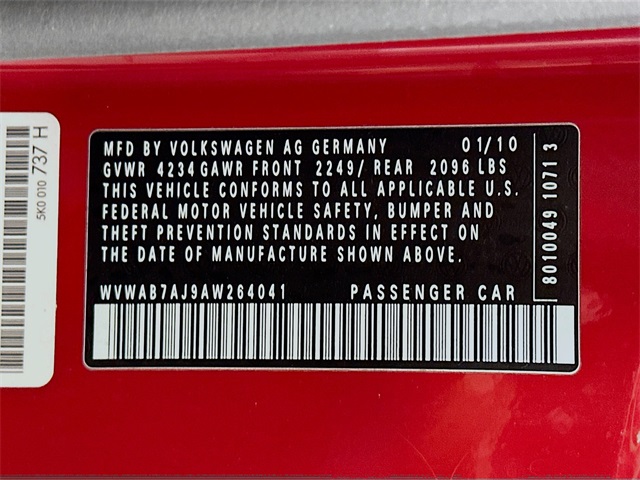 MFD BY VOLKSWAGEN AG GERMANY 01/10
GVWR 4234 GAWR FRONT 2249/ REAR 2096 LBS
THIS VEHICLE CONFORMS TO ALL APPLICABLE U.S.
FEDERAL MOTOR VEHICLE SAFETY, BUMPER AND
THEFT PREVENTION STANDARDS IN EFFECT ON
THE DATE OF MANUFACTURE SHOWN ABOVE.
WVWAB7AJ9AW264041 PASSENGER CAR
8010049 1071 3
5K0 010 737 H